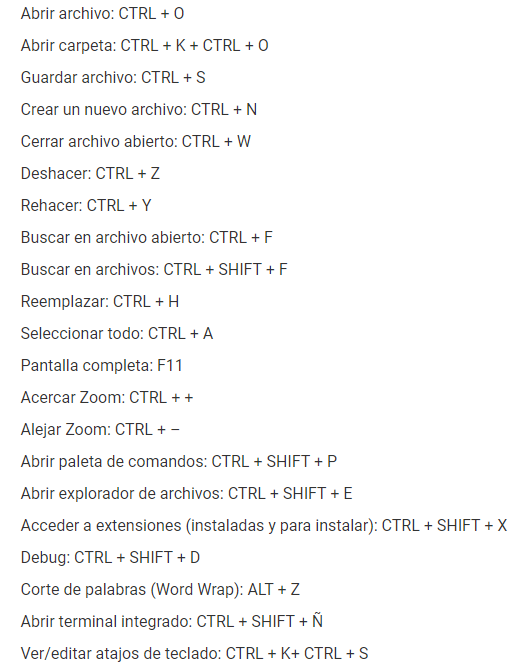 Abrir archivo: CTRL + O
Abrir carpeta: CTRL + K + CTRL + O
Guardar archivo: CTRL + S
Crear un nuevo archivo: CTRL + N
Cerrar archivo abierto: CTRL + W
Deshacer: CTRL + Z
Rehacer: CTRL + Y
Buscar en archivo abierto: CTRL + F
Buscar en archivos: CTRL + SHIFT + F
Reemplazar: CTRL + H
Seleccionar todo: CTRL + A
Pantalla completa: F11
Acercar Zoom: CTRL + +
Alejar Zoom: CTRL + –
Abrir paleta de comandos: CTRL + SHIFT + P
Abrir explorador de archivos: CTRL + SHIFT + E
Acceder a extensiones (instaladas y para instalar): CTRL + SHIFT + X
Debug: CTRL + SHIFT + D
Corte de palabras (Word Wrap): ALT + Z
Abrir terminal integrado: CTRL + SHIFT + Ñ
Ver/editar atajos de teclado: CTRL + K+ CTRL + S